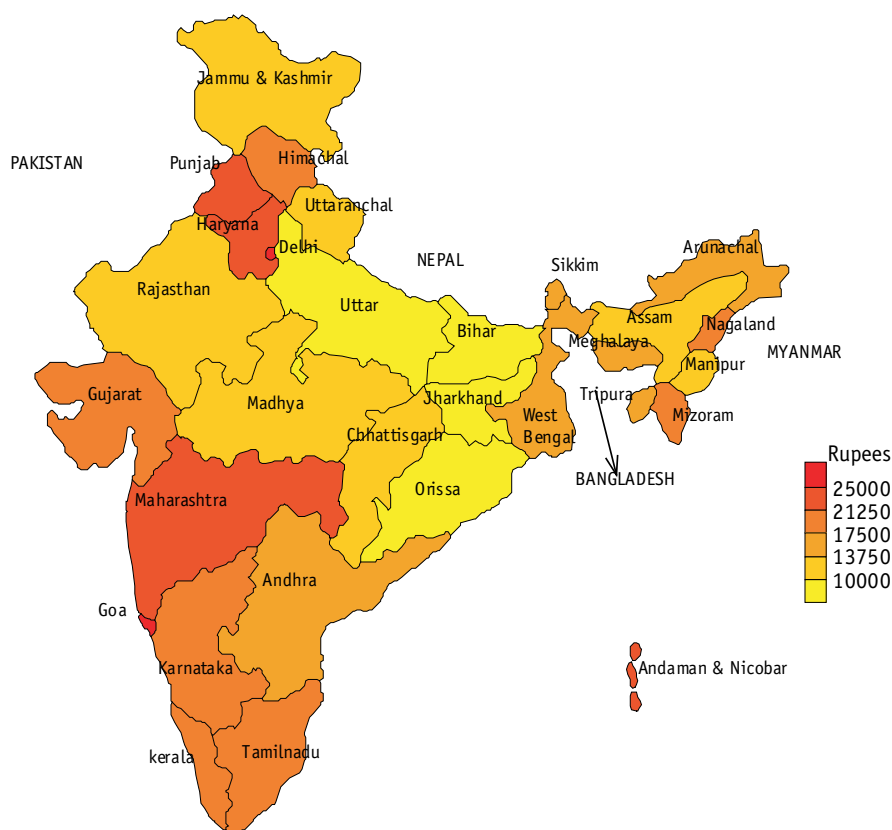 Jammu & Kashmir
PAKISTAN
Punjab
Himachal
Haryana
Uttaranchal
Delhi
NEPAL
Sikkim
Arunachal
Rajasthan
Uttar
Bihar
Assam
Nagaland
Meghalaya
MYANMAR
Manipur
Gujarat
Madhya
Jharkhand
Tripura
Mizoram
Chhattisgarh
West
Bengal
Rupees
Maharashtra
Orissa
BANGLADESH
25000
21250
17500
13750
10000
Andhra
Goa
Karnataka
Andaman & Nicobar
kerala
Tamilnadu